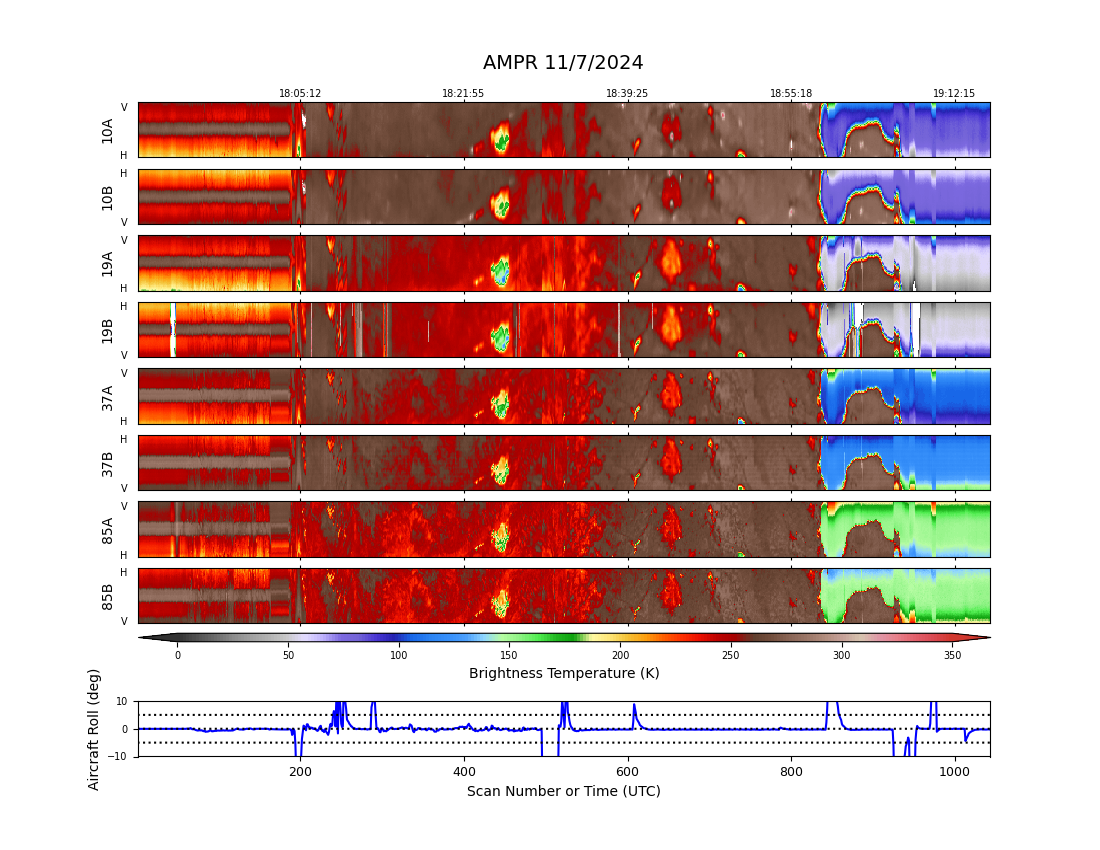 AMPR 11/7/2024
18:05:12 18:21:55 18:39:25 18:55:18 19:12:15
V
10A
H
H
10B
V
V
19A
H
H
19B
V
V
37A
H
H
37B
V
V
85A
H
H
85B
V
0 50 100 150 200 250 300 350
Brightness Temperature (K)
Aircraft Roll (deg)
10
0
−10
200 400 600 800 1000
Scan Number or Time (UTC)